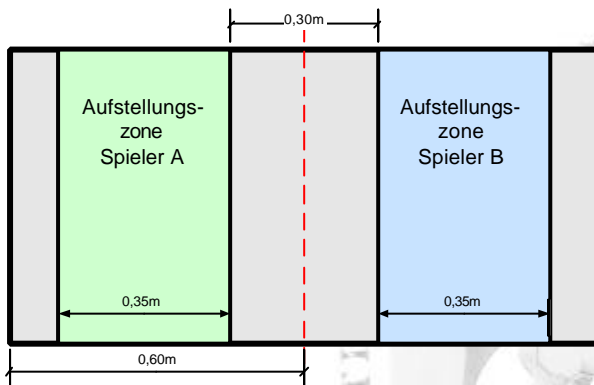 0,30m
Aufstellungs-
zone
Spieler A
Aufstellungs-
zone
Spieler B
0,35m
0,35m
0,60m